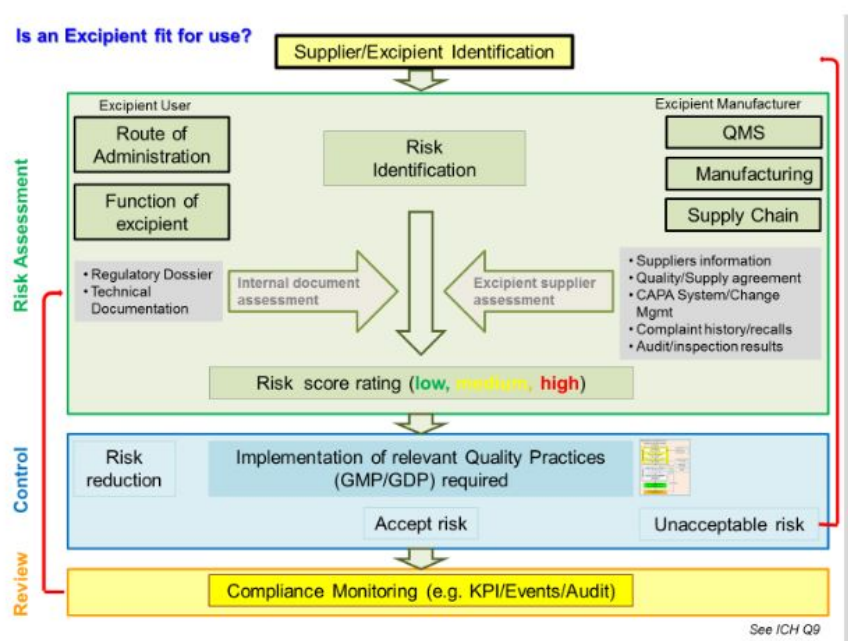 Is an Excipient fit for use?
Supplier/Excipient Identification
Excipient User
Excipient Manufacturer
Route of
Administration
Risk
Identification
QMS
Manufacturing
Function of
excipient
Supply Chain
Risk Assessment
• Regulatory Dossier
• Technical
Documentation
Internal document
assessment
Excipient supplier
assessment
• Suppliers information
• Quality/Supply agreement
• CAPA System/Change
Mgmt
• Complaint history/recalls
• Audit/inspection results
Risk score rating (low, medium, high)
Control
Risk
reduction
Implementation of relevant Quality Practices
(GMP/GDP) required
Accept risk
Unacceptable risk
Review
Compliance Monitoring (e.g. KPI/Events/Audit)
See ICH Q9